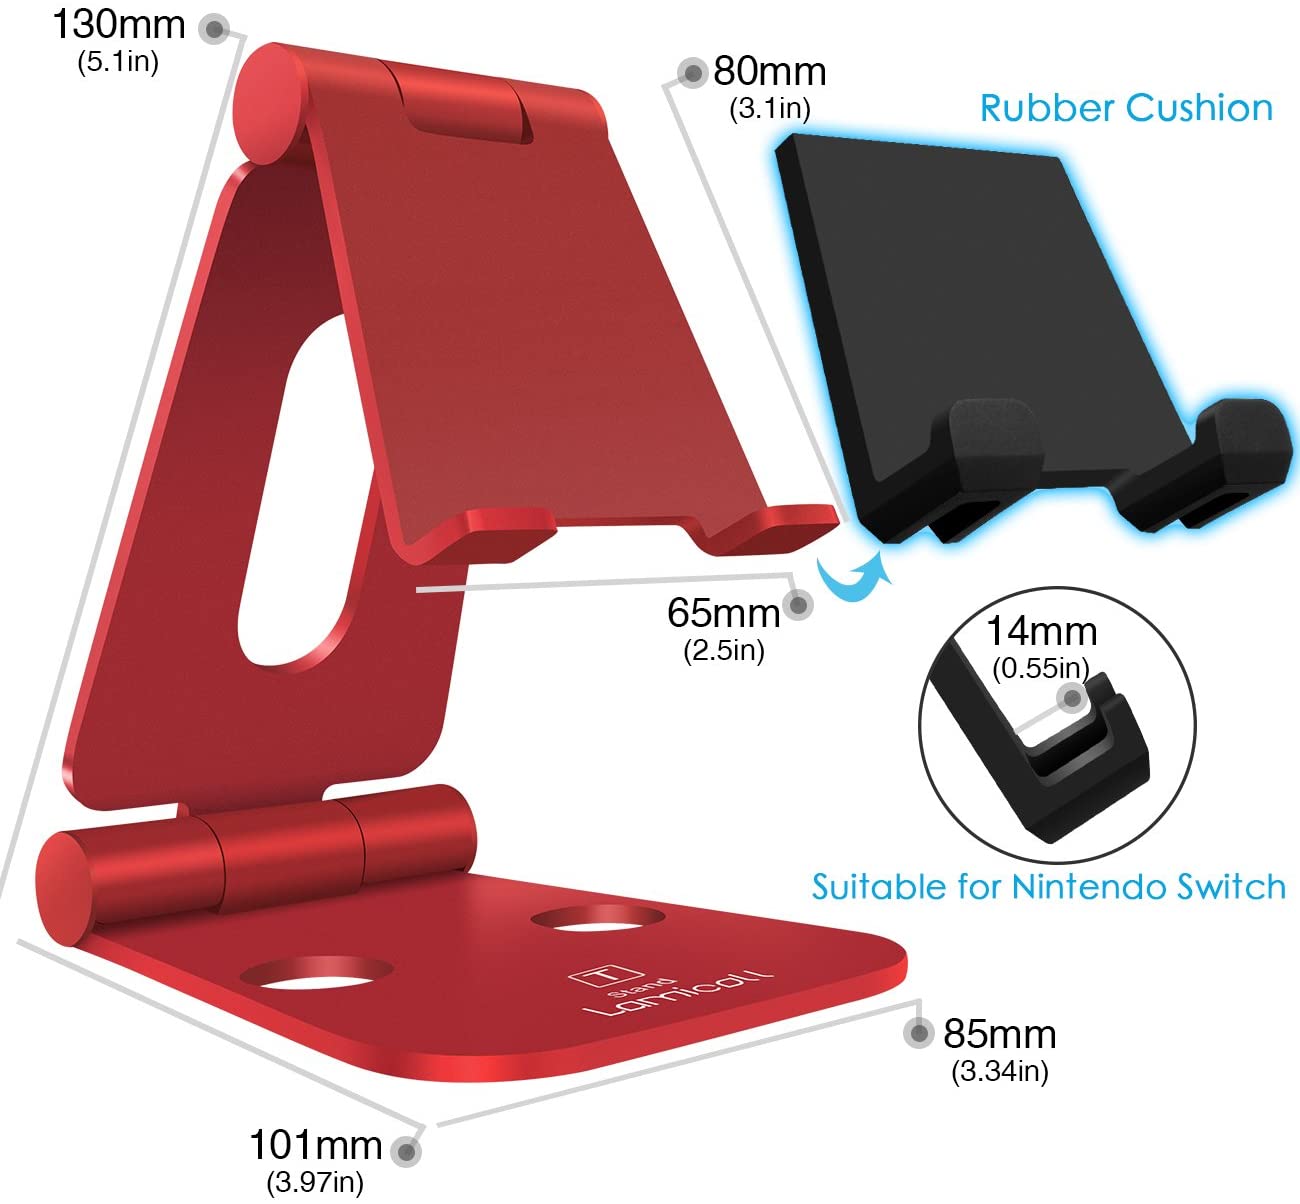 130mm
(5.1in)
80mm
(3.1in)
Rubber Cushion
65mm
(2.5in)
14mm
(0.55in)
Suitable for Nintendo Switch
T
Stand
Lamicall
85mm
(3.34in)
101mm
(3.97in)